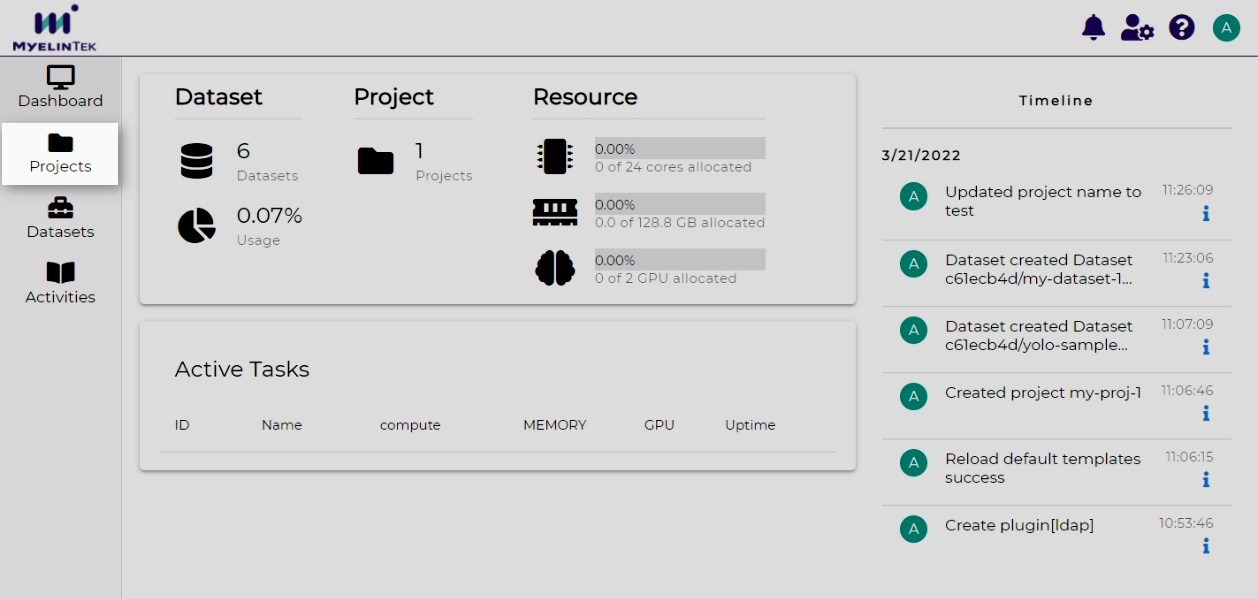 MYELINTEK
A
Dashboard
Projects
Datasets
Activities
Dataset
6
Datasets
0.07%
Usage
Project
1
Projects
Resource
0.00%
0 of 24 cores allocated
0.00%
0.0 of 128.8 GB allocated
0.00%
0 of 2 GPU allocated
Active Tasks
ID Name compute MEMORY GPU Uptime
Timeline
3/21/2022
A Updated project name to 11:26:09
test
A Dataset created Dataset 11:23:06
c61ecb4d/my-dataset-1...
A Dataset created Dataset 11:07:09
c61ecb4d/yolo-sample...
A Created project my-proj-1 11:06:46
A Reload default templates 11:06:15
success
A Create plugin[ldap] 10:53:46